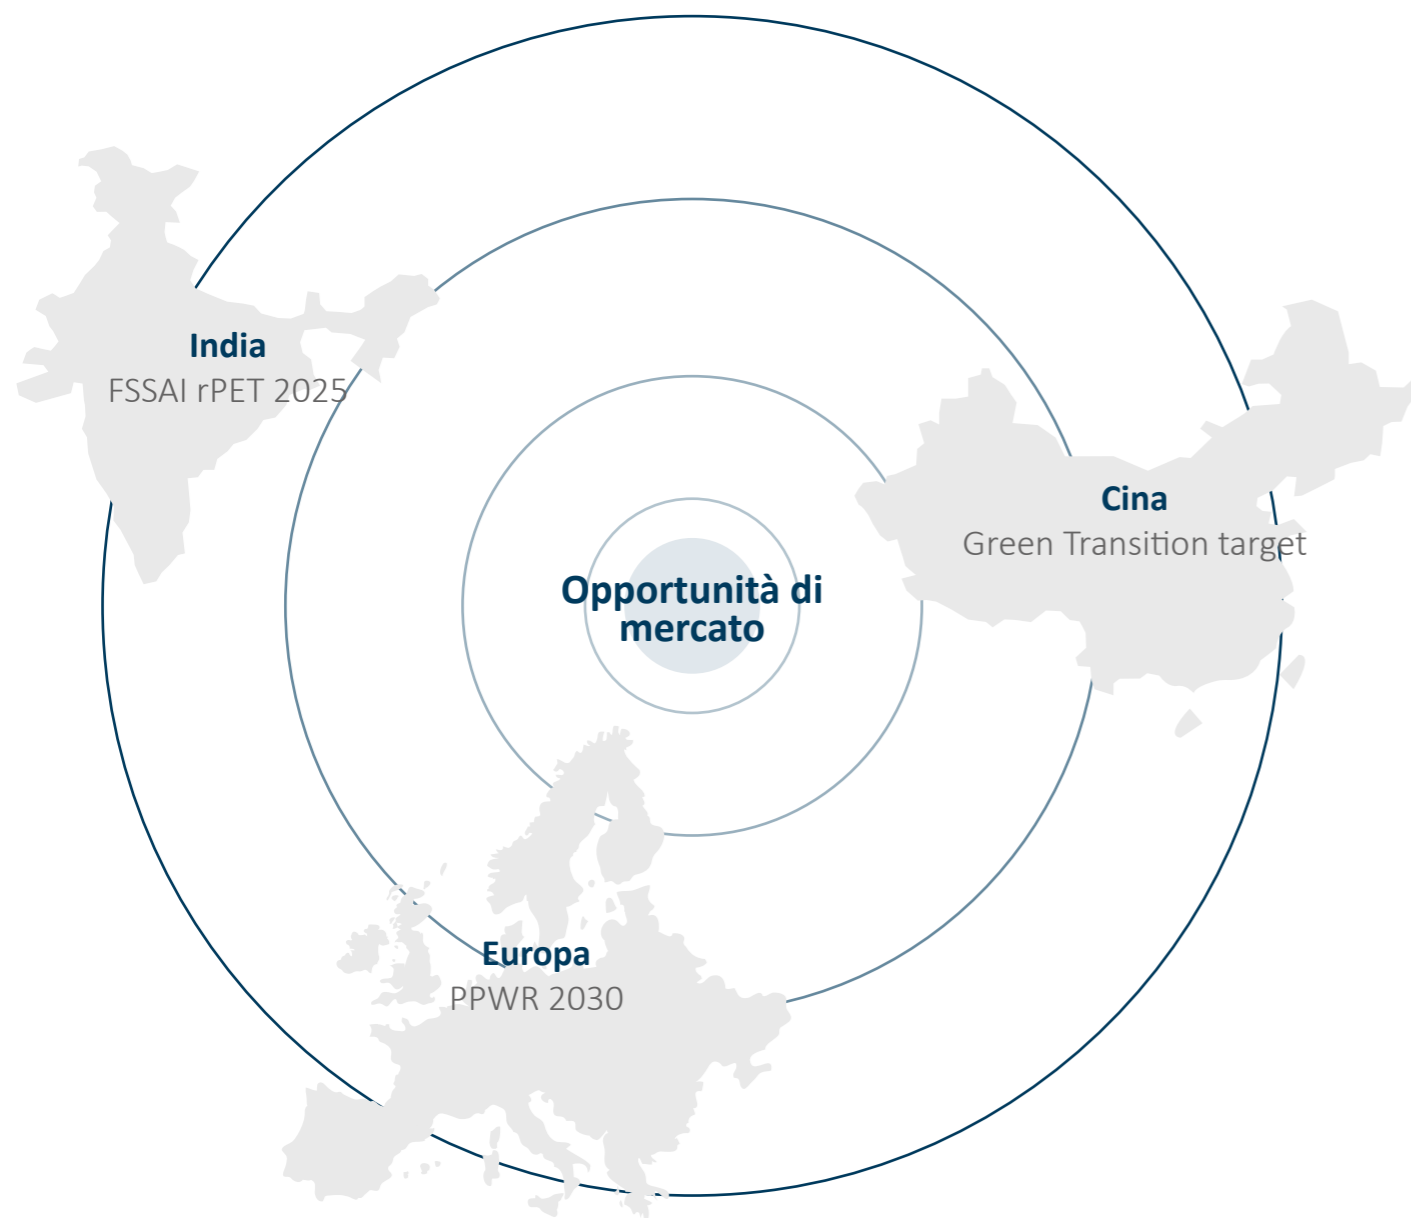 India
FSSAI rPET 2025
Cina
Green Transition target
Opportunità di
mercato
Europa
PPWR 2030